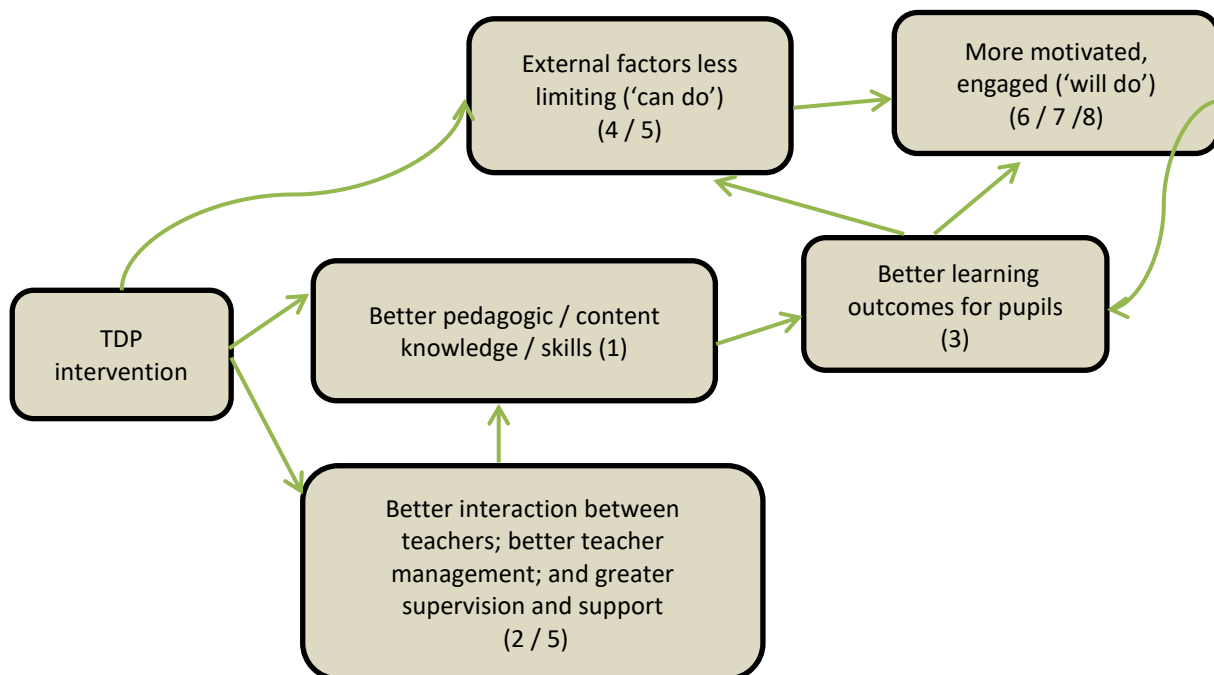 External factors less
limiting (‘can do’)
(4 / 5)
More motivated,
engaged (‘will do’)
(6 / 7 /8)
TDP
intervention
Better pedagogic / content
knowledge / skills (1)
Better learning
outcomes for pupils
(3)
Better interaction between
teachers; better teacher
management; and greater
supervision and support
(2 / 5)